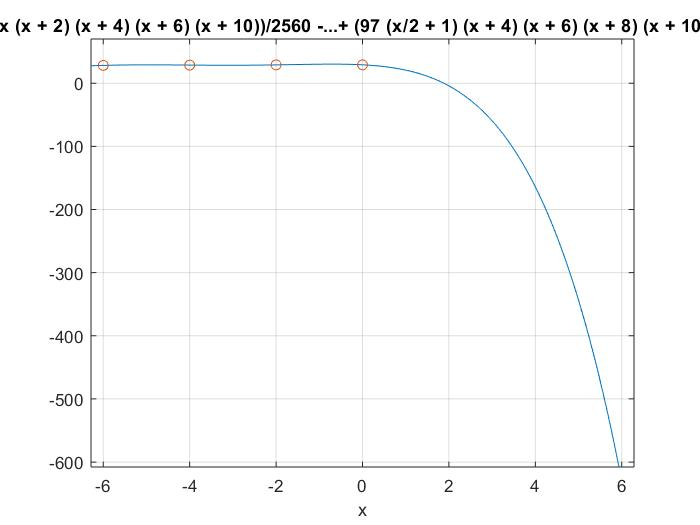 x (x + 2) (x + 4) (x + 6) (x + 10))/2560 -...+ (97 (x/2 + 1) (x + 4) (x + 6) (x + 8) (x + 10
0
-100
-200
-300
-400
-500
-600
-6 -4 -2 0 2 4 6
x